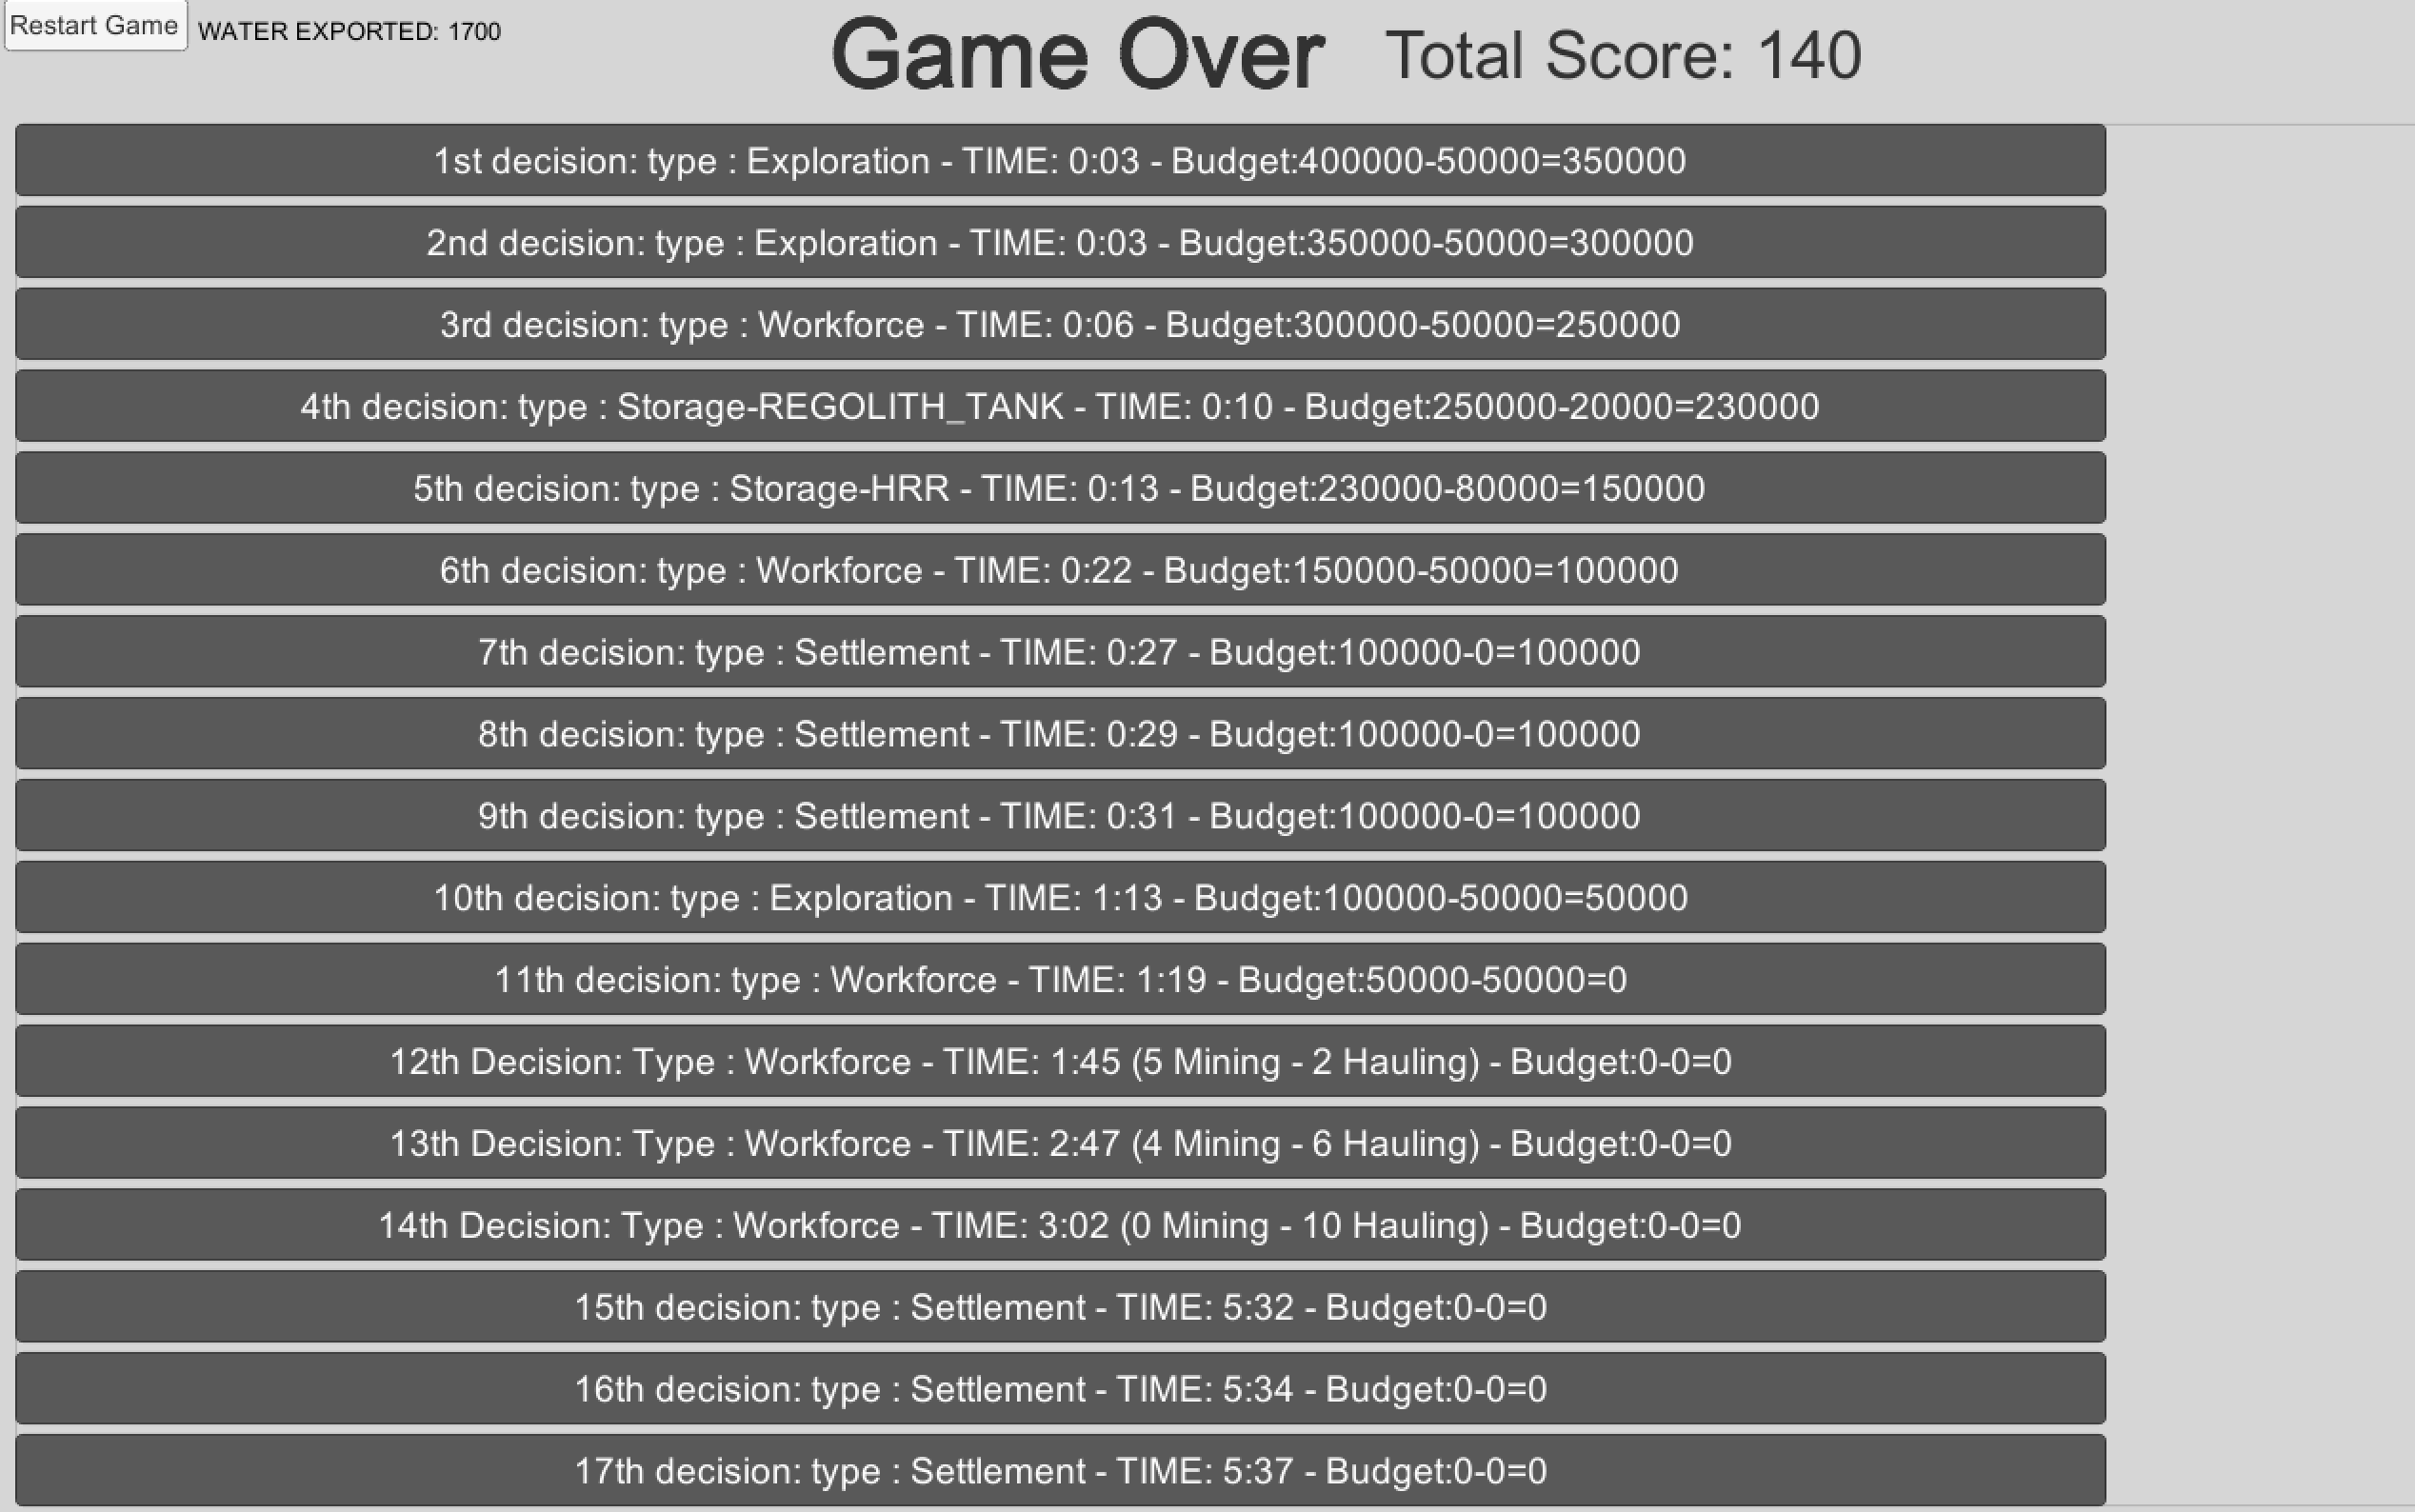 Restart Game
WATER EXPORTED: 1700
Game Over
Total Score: 140
1st decision: type : Exploration - TIME: 0:03 - Budget:400000-50000=350000
2nd decision: type : Exploration - TIME: 0:03 - Budget:350000-50000=300000
3rd decision: type : Workforce - TIME: 0:06 - Budget:300000-50000=250000
4th decision: type : Storage-REGOLITH_TANK - TIME: 0:10 - Budget:250000-20000=230000
5th decision: type : Storage-HRR - TIME: 0:13 - Budget:230000-80000=150000
6th decision: type : Workforce - TIME: 0:22 - Budget:150000-50000=100000
7th decision: type : Settlement - TIME: 0:27 - Budget:100000-0=100000
8th decision: type : Settlement - TIME: 0:29 - Budget:100000-0=100000
9th decision: type : Settlement - TIME: 0:31 - Budget:100000-0=100000
10th decision: type : Exploration - TIME: 1:13 - Budget:100000-50000=50000
11th decision: type : Workforce - TIME: 1:19 - Budget:50000-50000=0
12th Decision: Type : Workforce - TIME: 1:45 (5 Mining - 2 Hauling) - Budget:0-0=0
13th Decision: Type : Workforce - TIME: 2:47 (4 Mining - 6 Hauling) - Budget:0-0=0
14th Decision: Type : Workforce - TIME: 3:02 (0 Mining - 10 Hauling) - Budget:0-0=0
15th decision: type : Settlement - TIME: 5:32 - Budget:0-0=0
16th decision: type : Settlement - TIME: 5:34 - Budget:0-0=0
17th decision: type : Settlement - TIME: 5:37 - Budget:0-0=0